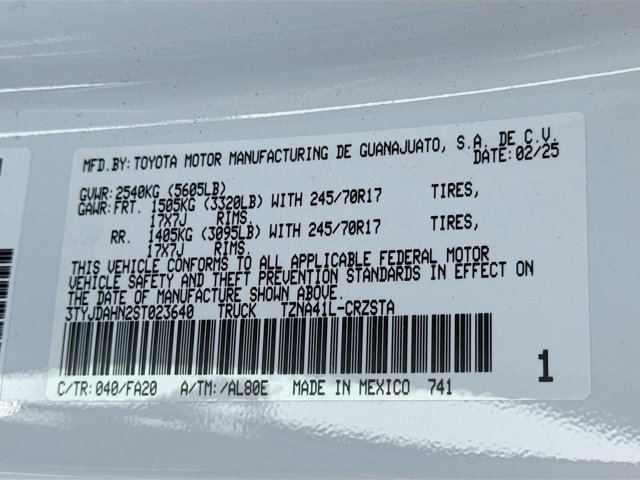 MFD.BY: TOYOTA MOTOR MANUFACTURING DE GUANAJUATO, S.A. DE C.V.
DATE: 02/25
GVWR: 2540KG (5605LB)
GAWR: FRT. 1505KG (3320LB) WITH 245/70R17 TIRES,
17X7J RIMS.
RR. 1405KG (3095LB) WITH 245/70R17 TIRES,
17X7J RIMS.
THIS VEHICLE CONFORMS TO ALL APPLICABLE FEDERAL MOTOR
VEHICLE SAFETY AND THEFT PREVENTION STANDARDS IN EFFECT ON
THE DATE OF MANUFACTURE SHOWN ABOVE.
3TYJDAHN2ST023640 TRUCK TZNA41L-CRZSTA
C/TR: 040/FA20 A/TM: /AL80E MADE IN MEXICO 741
1